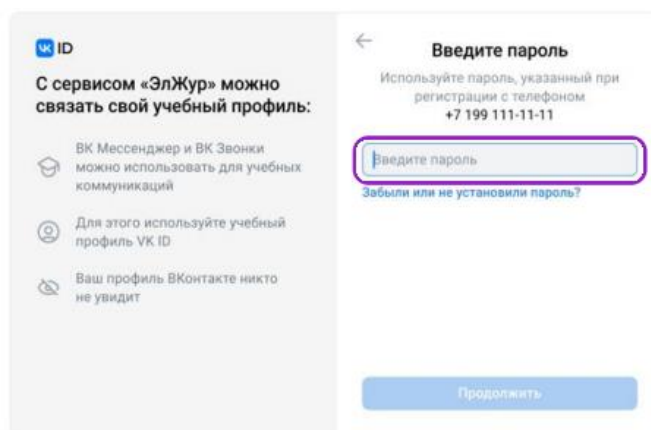 VK ID
С сервисом «ЭлЖур» можно
связать свой учебный профиль:
ВК Мессенджер и ВК Звонки
можно использовать для учебных
коммуникаций
Для этого используйте учебный
профиль VK ID
Ваш профиль ВКонтакте никто
не увидит
Введите пароль
Используйте пароль, указанный при
регистрации с телефоном
+7 199 111-11-11
Введите пароль
Забыли или не установили пароль?
Продолжить